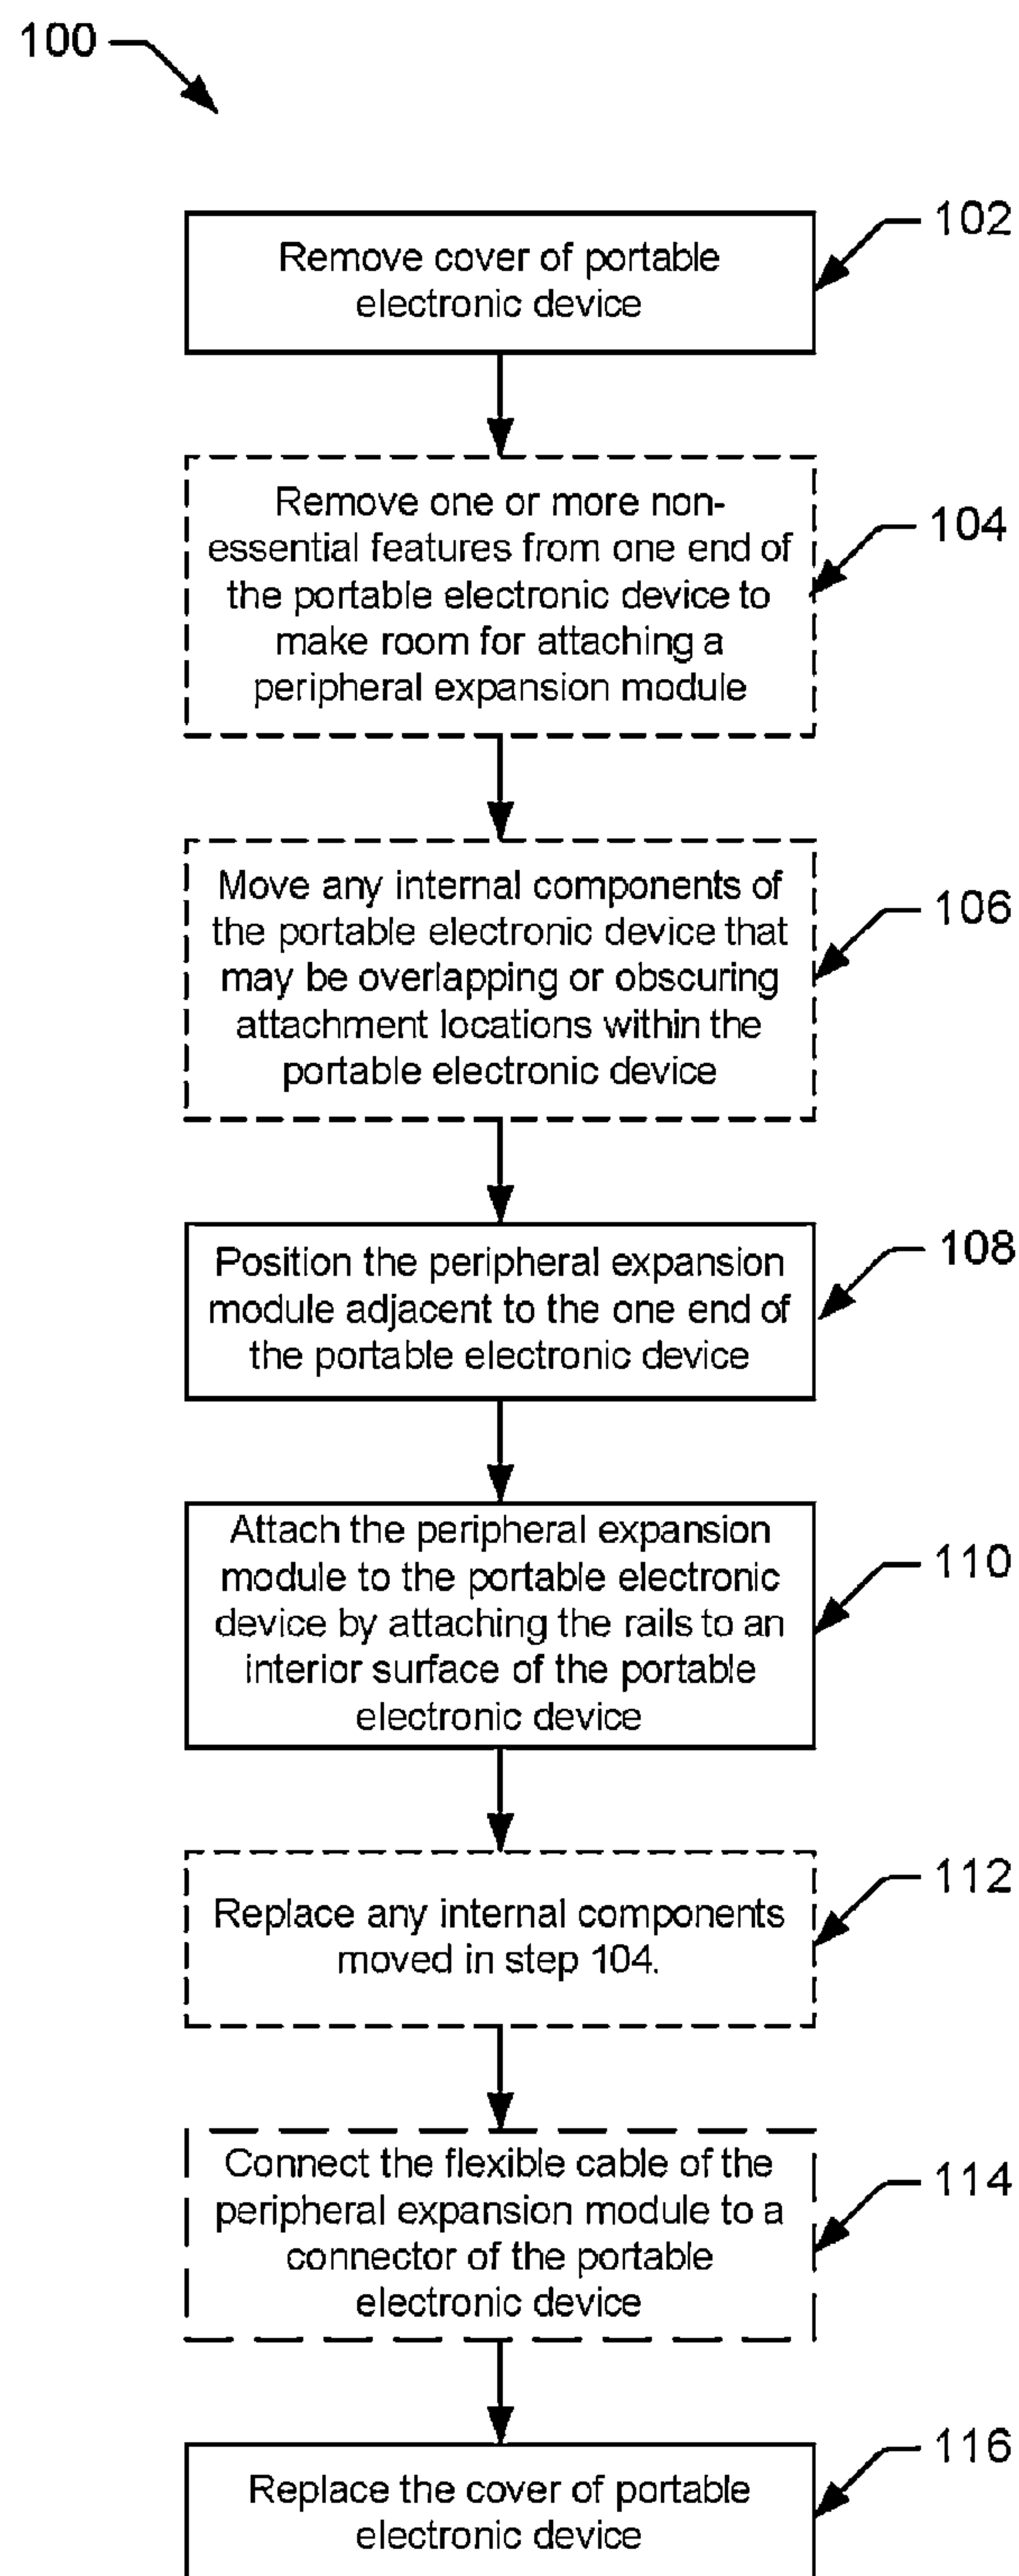 100
102
Remove cover of portable
electronic device
104
Remove one or more non-
essential features from one end of
the portable electronic device to
make room for attaching a
peripheral expansion module
106
Move any internal components of
the portable electronic device that
may be overlapping or obscuring
attachment locations within the
portable electronic device
108
Position the peripheral expansion
module adjacent to the one end of
the portable electronic device
110
Attach the peripheral expansion
module to the portable electronic
device by attaching the rails to an
interior surface of the portable
electronic device
112
Replace any internal components
moved in step 104.
114
Connect the flexible cable of the
peripheral expansion module to a
connector of the portable
electronic device
116
Replace the cover of portable
electronic device